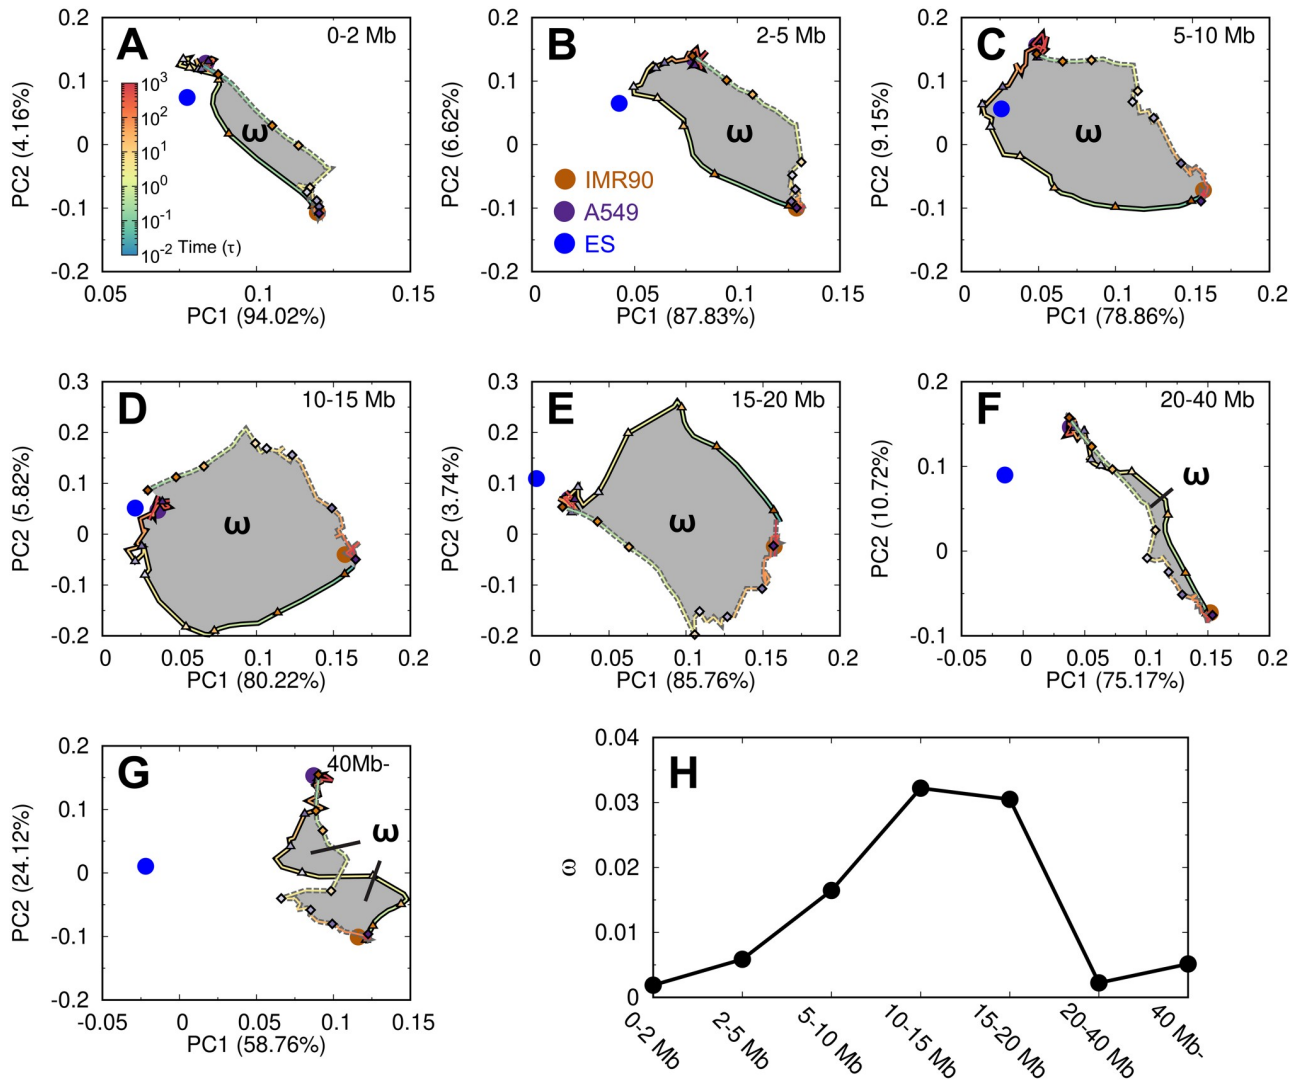 A
0-2 Mb
0.2
0.1
0
-0.1
-0.2
PC2 (4.16%)
10³
10²
10¹
10⁰
10⁻¹
10⁻²
Time (τ)
ω
0.05
0.1
0.15
PC1 (94.02%)
B
2-5 Mb
0.2
0.1
0
-0.1
-0.2
PC2 (6.62%)
ω
IMR90
A549
ES
0
0.05
0.1
0.15
PC1 (87.83%)
C
5-10 Mb
0.2
0.1
0
-0.1
-0.2
PC2 (9.15%)
ω
0
0.05
0.1
0.15
0.2
PC1 (78.86%)
D
10-15 Mb
0.3
0.2
0.1
0
-0.1
-0.2
PC2 (5.82%)
ω
0
0.05
0.1
0.15
0.2
PC1 (80.22%)
E
15-20 Mb
0.3
0.2
0.1
0
-0.1
-0.2
PC2 (3.74%)
ω
0
0.05
0.1
0.15
0.2
PC1 (85.76%)
F
20-40 Mb
0.2
0.1
0
-0.1
PC2 (10.72%)
ω
-0.05
0
0.05
0.1
0.15
0.2
PC1 (75.17%)
G
40Mb-
0.2
0.1
0
-0.1
-0.2
PC2 (24.12%)
ω
-0.05
0
0.05
0.1
0.15
PC1 (58.76%)
H
0.04
0.03
0.02
0.01
0
ω
0-2 Mb
2-5 Mb
5-10 Mb
10-15 Mb
15-20 Mb
20-40 Mb
40 Mb-